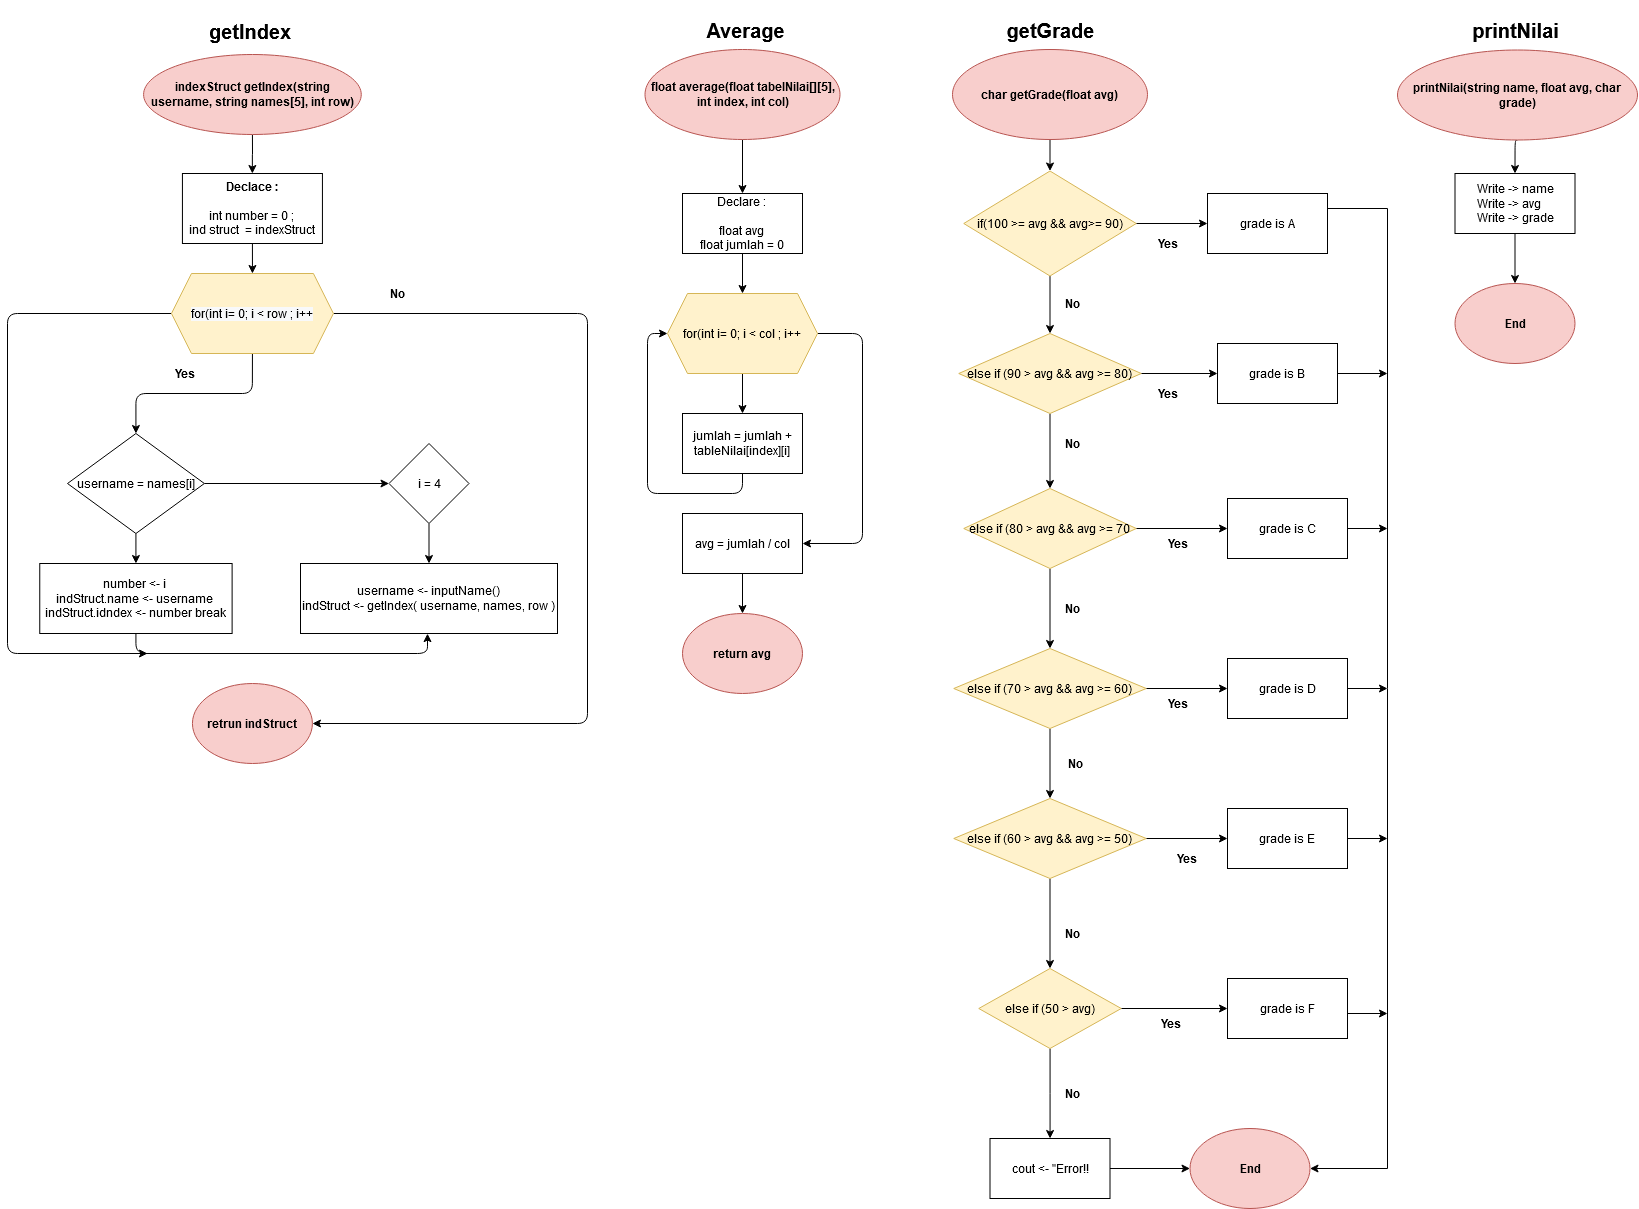 getIndex
indexStruct getIndex(string
username, string names[5], int row)
Declace :
int number = 0 ;
ind struct = indexStruct
for(int i= 0; i < row ; i++
No
Yes
username = names[i]
i = 4
number <- i
indStruct.name <- username
indStruct.idndex <- number break
username <- inputName()
indStruct <- getIndex( username, names, row )
retrun indStruct
Average
float average(float tabelNilai[][5],
int index, int col)
Declare :
float avg
float jumlah = 0
for(int i= 0; i < col ; i++
jumlah = jumlah +
tableNilai[index][i]
avg = jumlah / col
return avg
getGrade
char getGrade(float avg)
if(100 >= avg && avg>= 90)
Yes
grade is A
No
else if (90 > avg && avg >= 80)
Yes
grade is B
No
else if (80 > avg && avg >= 70
Yes
grade is C
No
else if (70 > avg && avg >= 60)
Yes
grade is D
No
else if (60 > avg && avg >= 50)
Yes
grade is E
No
else if (50 > avg)
Yes
grade is F
No
cout <- "Error!!
End
printNilai
printNilai(string name, float avg, char
grade)
Write -> name
Write -> avg
Write -> grade
End